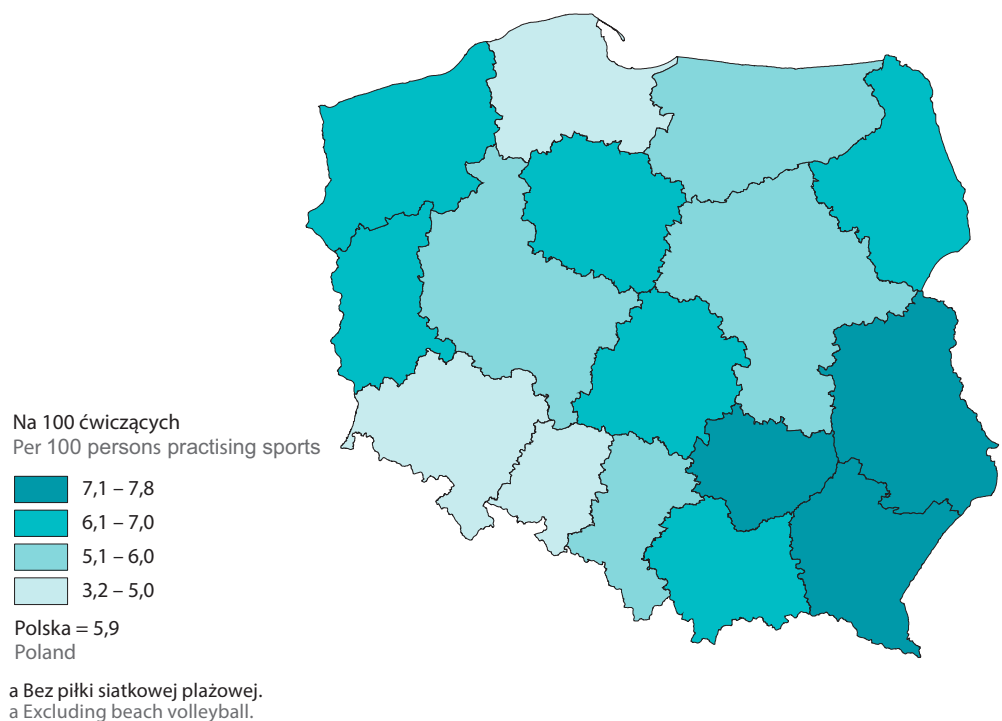 Na 100 ćwiczących
Per 100 persons practising sports
7,1 – 7,8
6,1 – 7,0
5,1 – 6,0
3,2 – 5,0
Polska = 5,9
Poland
a Bez piłki siatkowej plażowej.
a Excluding beach volleyball.